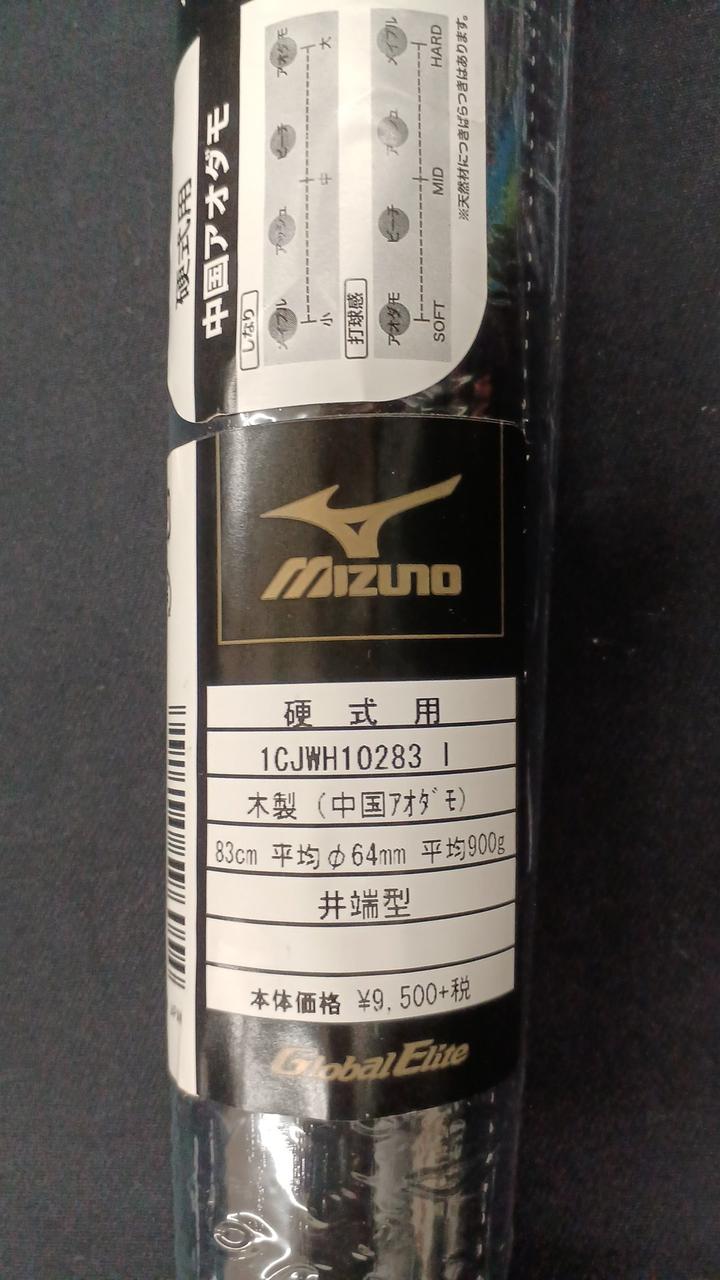 硬式用
中国アオダモ
しなり
メイプル アッシュ ビーチ アオダモ
小 中 大
打球感
アオダモ ビーチ アッシュ メイプル
SOFT MID HARD
※天然材につきばらつきはあります。
MIZUNO
硬式用
1CJWH10283 I
木製（中国アオダモ）
83cm 平均φ64mm 平均900g
井端型
本体価格 ¥9,500+税
Global Elite